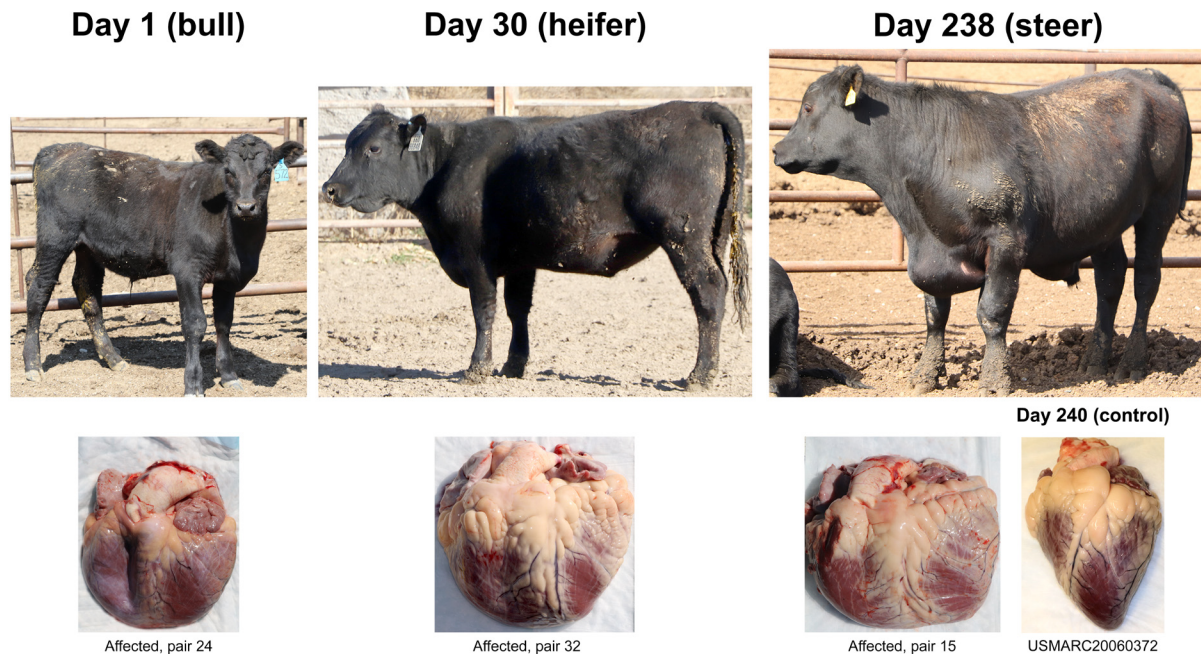 Day 1 (bull)
Day 30 (heifer)
Day 238 (steer)
Day 240 (control)
Affected, pair 24
Affected, pair 32
Affected, pair 15
USMARC20060372